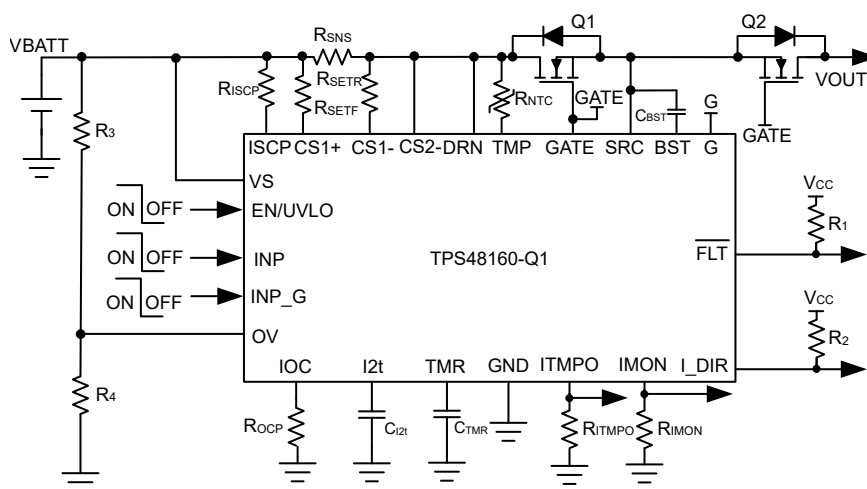 Q1
Q2
VBATT
RSNS
VOUT
RISCP
RSETR
RSETF
RNTC
GATE
CBST
G
GATE
R3
ISCP CS1+ CS1- CS2- DRN TMP GATE SRC BST G
VS
VCC
ON OFF
EN/UVLO
R1
ON OFF
INP
TPS48160-Q1
FLT
ON OFF
INP_G
VCC
OV
R2
IOC I2t TMR GND ITMPO IMON I_DIR
R4
ROCP
CI2t
CTMR
RITMPO
RIMON